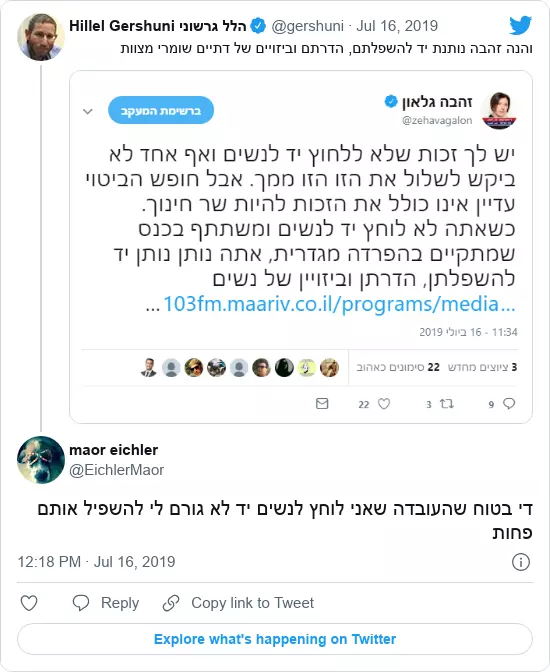 Hillel Gershuni הלל גרשוני @gershuni · Jul 16, 2019
והנה זהבה נותנת יד להשפלתם, הדרתם וביזויים של דתיים שומרי מצוות
זהבה גלאון
@zehavagalon
ברשימת המעקב
יש לך זכות שלא ללחוץ יד לנשים ואף אחד לא
ביקש לשלול את הזו הזו ממך. אבל חופש הביטוי
עדיין אינו כולל את הזכות להיות שר חינוך.
כשאתה לא לוחץ יד לנשים ומשתתף בכנס
שמתקיים בהפרדה מגדרית, אתה נותן נותן יד
להשפלתן, הדרתן וביזויין של נשים
103fm.maariv.co.il/programs/media… …
11:34 - 16 ביולי 2019
3 ציוצים מחדש 22 סימונים כאהוב
9 3 22
maor eichler
@EichlerMaor
די בטוח שהעובדה שאני לוחץ לנשים יד לא גורם לי להשפיל אותם
פחות
12:18 PM · Jul 16, 2019
Reply Copy link to Tweet
Explore what's happening on Twitter